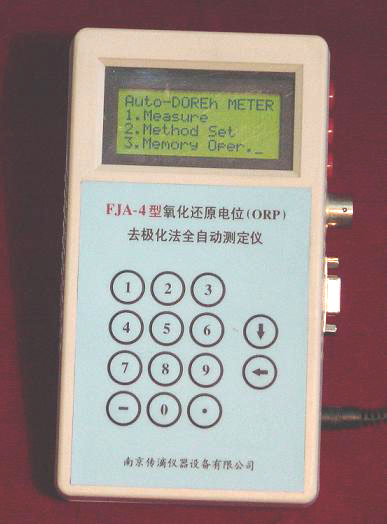 Auto-DOREh METER
1.Measure
2.Method Set
3.Memory Oper._
FJA-4型氧化还原电位(ORP)
去极化法全自动测定仪
1 2 3
4 5 6 ↓
7 8 9 ←
- 0 .
南京传滴仪器设备有限公司